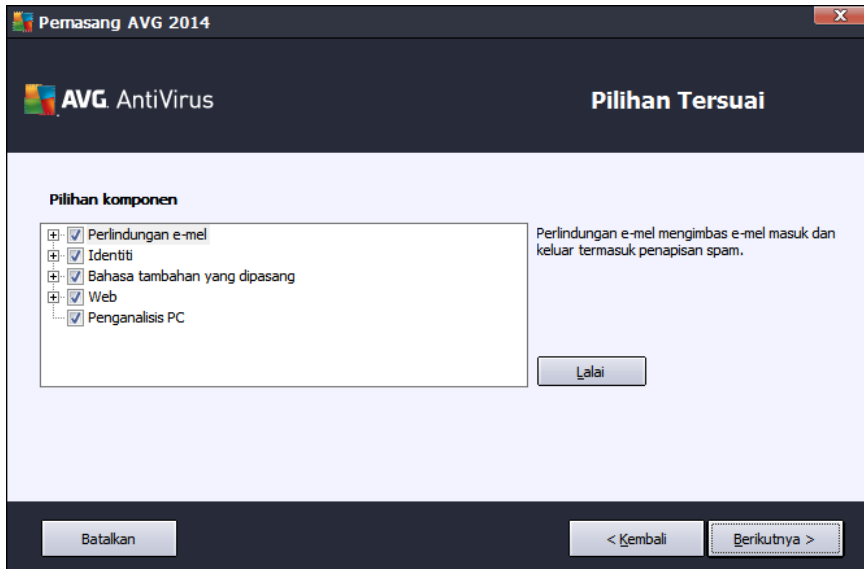 Pemasang AVG 2014
X
AVG. AntiVirus
Pilihan Tersuai
Pilihan komponen
Perlindungan e-mel
Identiti
Bahasa tambahan yang dipasang
Web
Penganalisis PC
Perlindungan e-mel mengimbas e-mel masuk dan
keluar termasuk penapisan spam.
Lalai
Batalkan
< Kembali
Berikutnya >